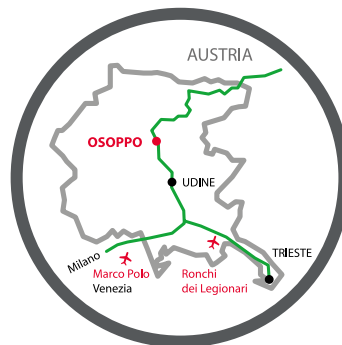 AUSTRIA
OSOPPO
UDINE
TRIESTE
Milano
Marco Polo
Venezia
Ronchi
dei Legionari